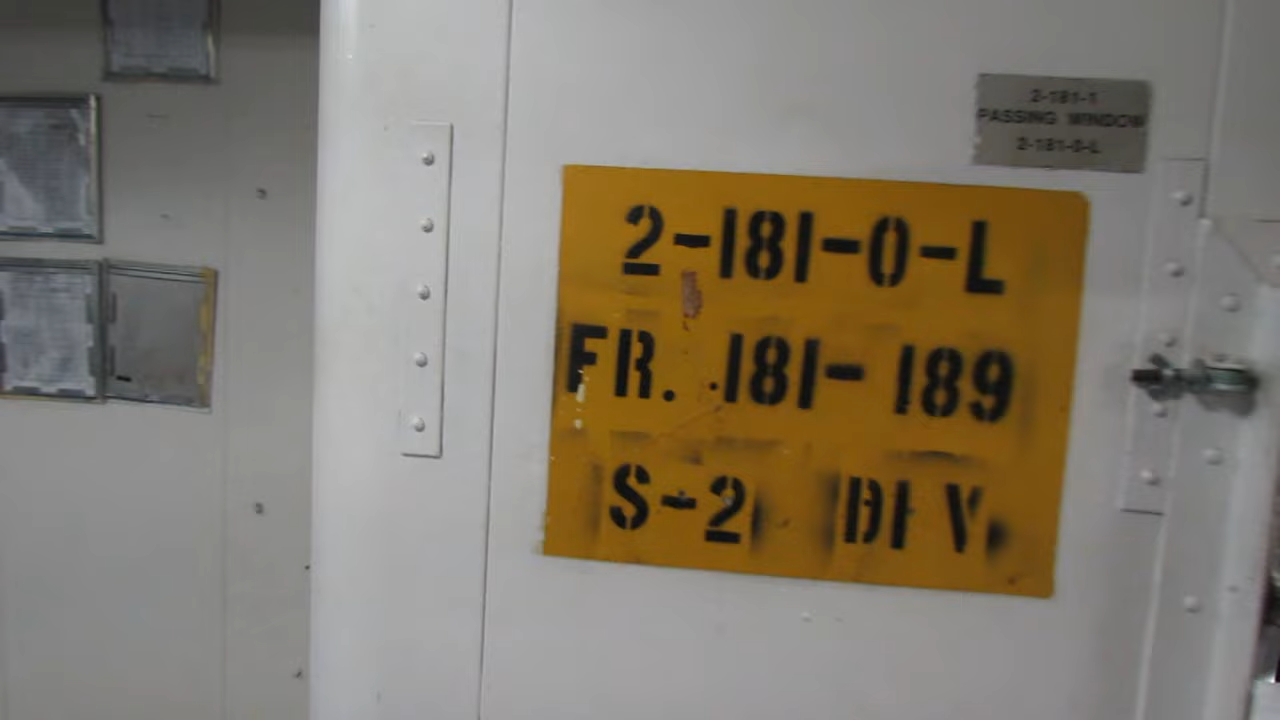 2-181-1
PASSING WINDOW
2-181-0-L
2-181-0-L
FR. 181-189
S-2 DIV